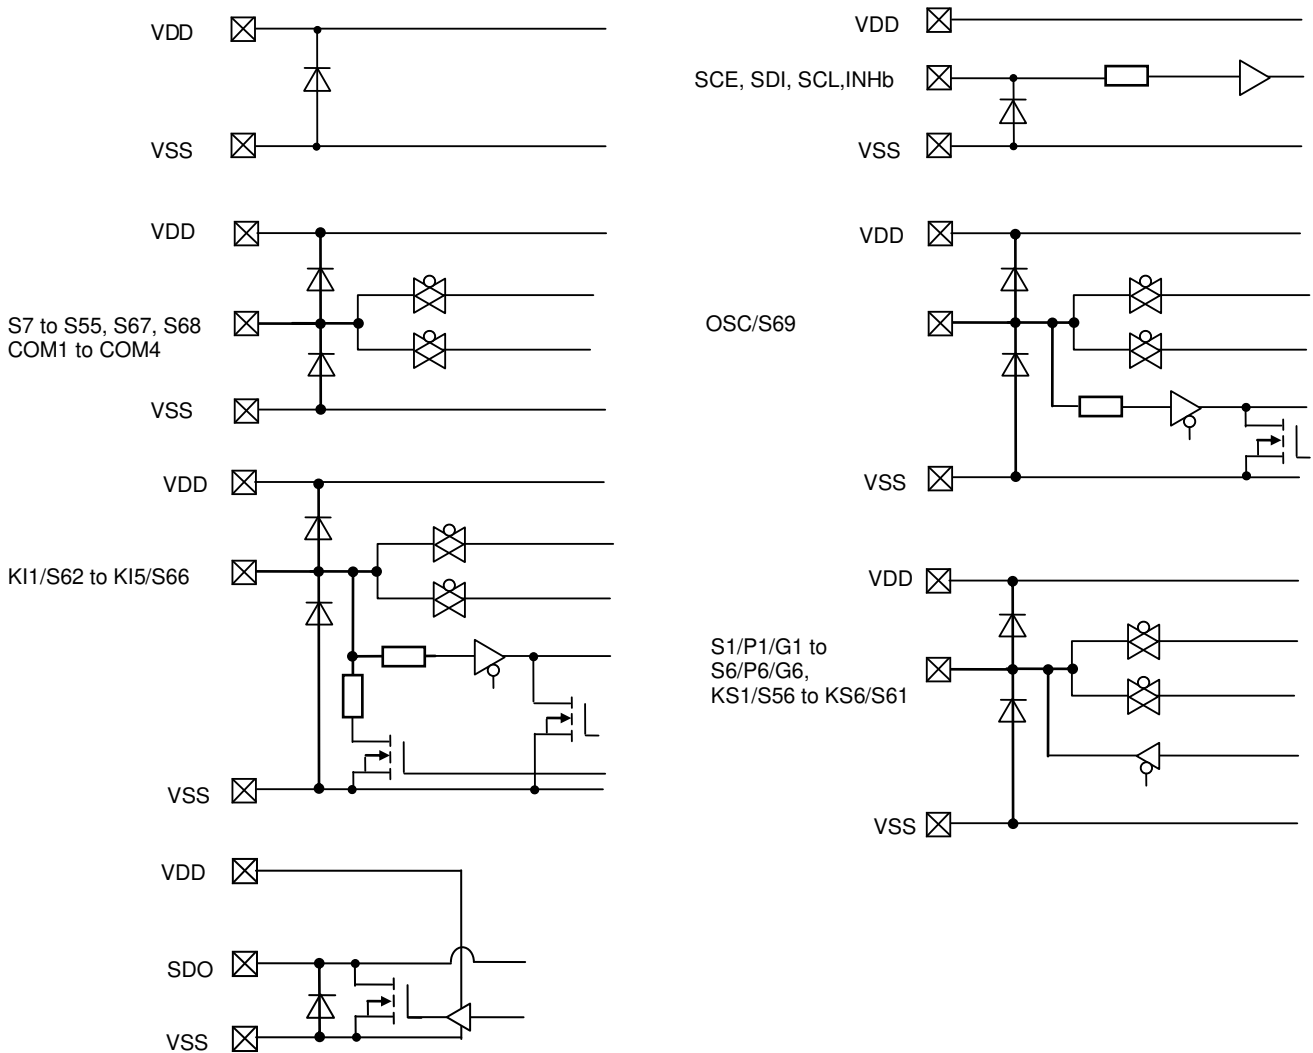 VDD
VSS
VDD
S7 to S55, S67, S68
COM1 to COM4
VSS
VDD
KI1/S62 to KI5/S66
VSS
VDD
SDO
VSS
VDD
SCE, SDI, SCL,INHb
VSS
VDD
OSC/S69
VSS
VDD
S1/P1/G1 to
S6/P6/G6,
KS1/S56 to KS6/S61
VSS